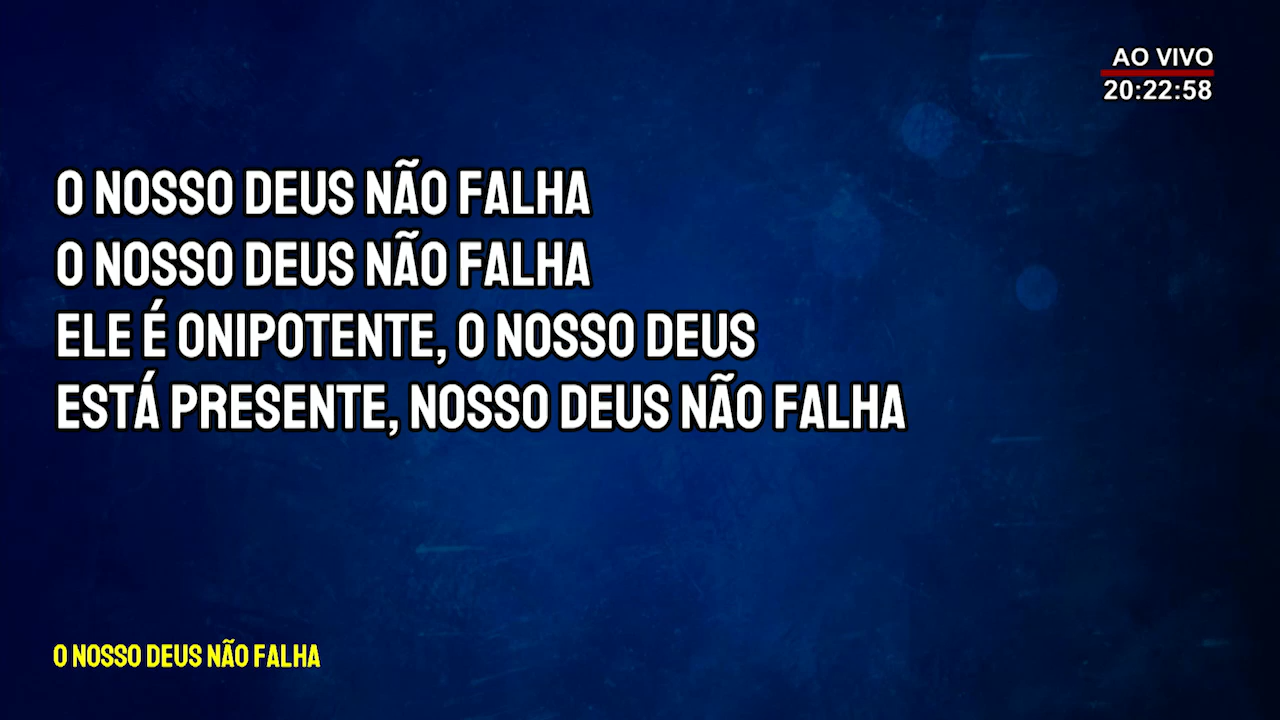 AO VIVO
20:22:58
O NOSSO DEUS NÃO FALHA
O NOSSO DEUS NÃO FALHA
ELE É ONIPOTENTE, O NOSSO DEUS
ESTÁ PRESENTE, NOSSO DEUS NÃO FALHA
O NOSSO DEUS NÃO FALHA